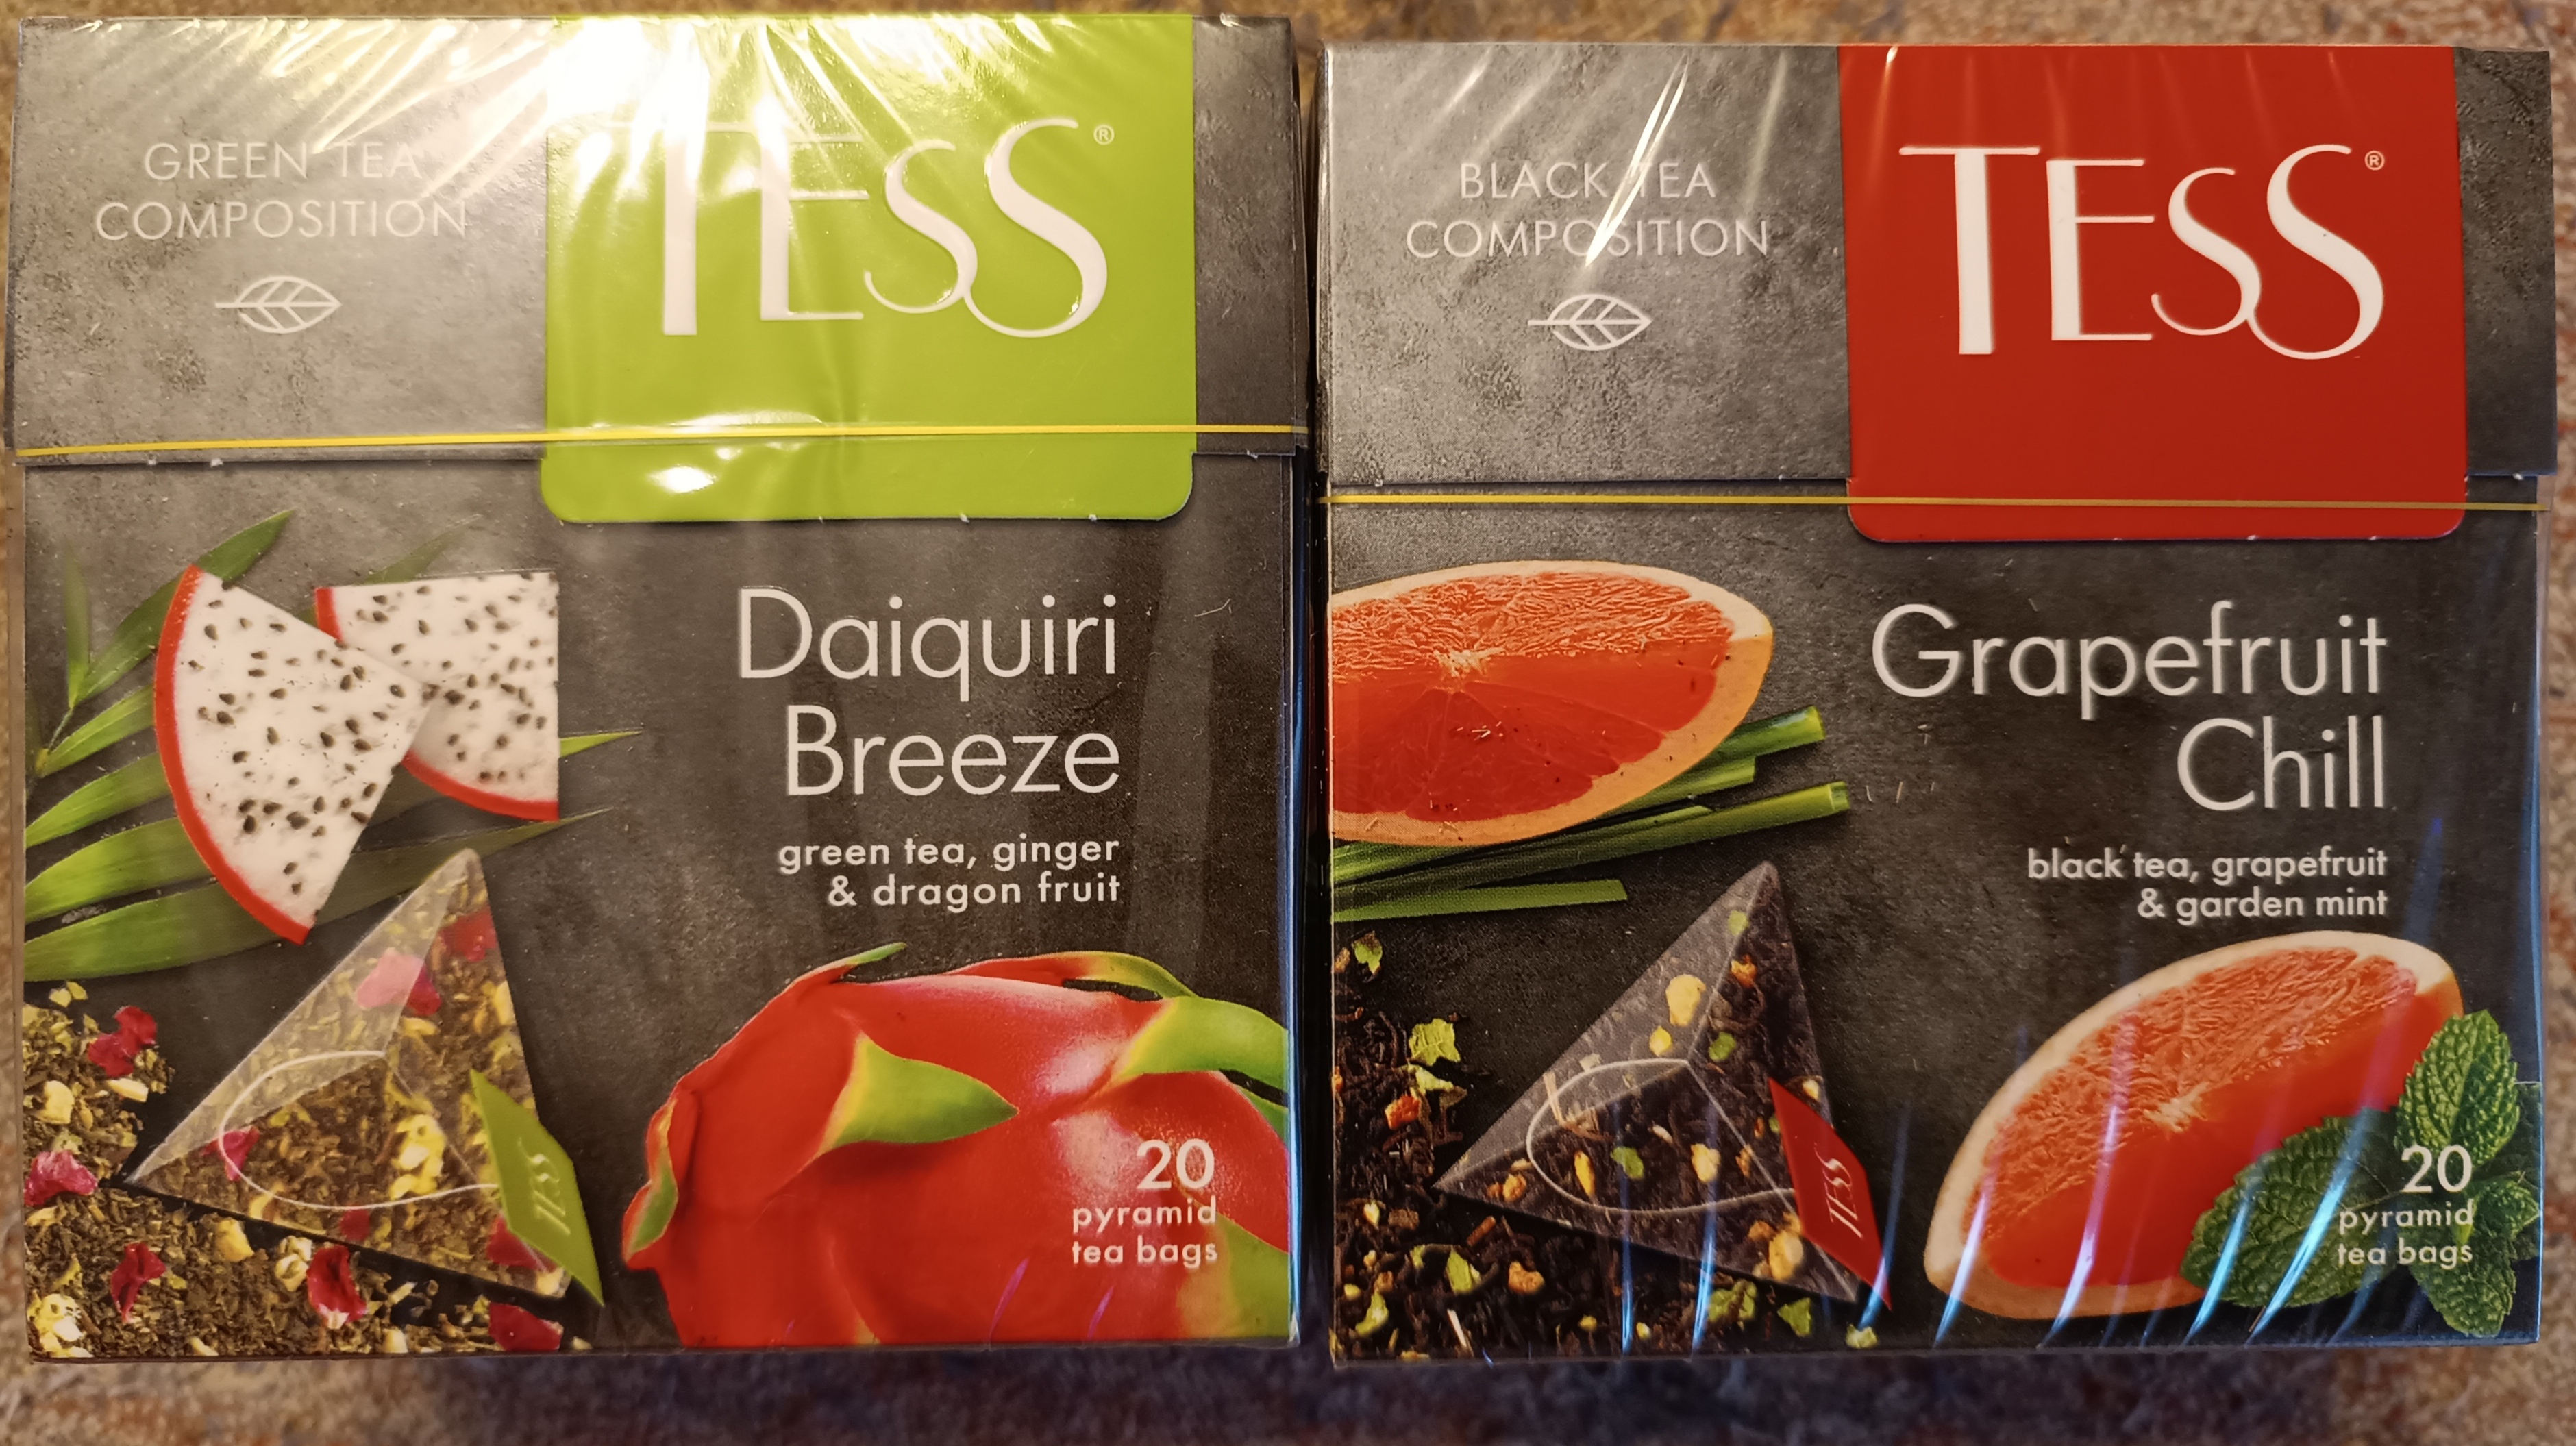 GREEN TEA
COMPOSITION
TESS®
Daiquiri
Breeze
green tea, ginger
& dragon fruit
TESS
20
pyramid
tea bags
BLACK TEA
COMPOSITION
TESS®
Grapefruit
Chill
black tea, grapefruit
& garden mint
TESS
20
pyramid
tea bags